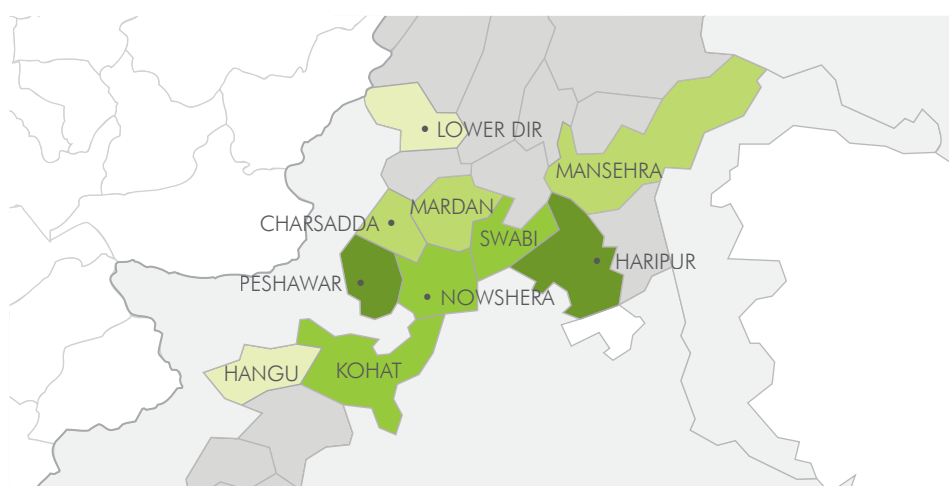 LOWER DIR
MANSEHRA
MARDAN
CHARSADDA
SWABI
HARIPUR
PESHAWAR
NOWSHERA
HANGU
KOHAT